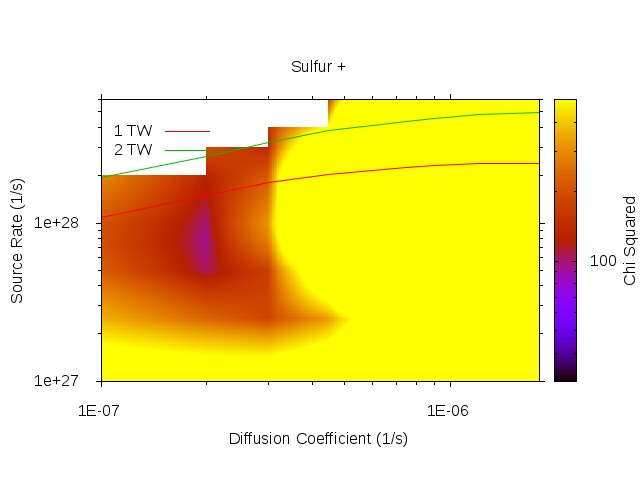 Sulfur +
1 TW
2 TW
1e+28
1e+27
Source Rate (1/s)
1E-07
1E-06
Diffusion Coefficient (1/s)
100
Chi Squared